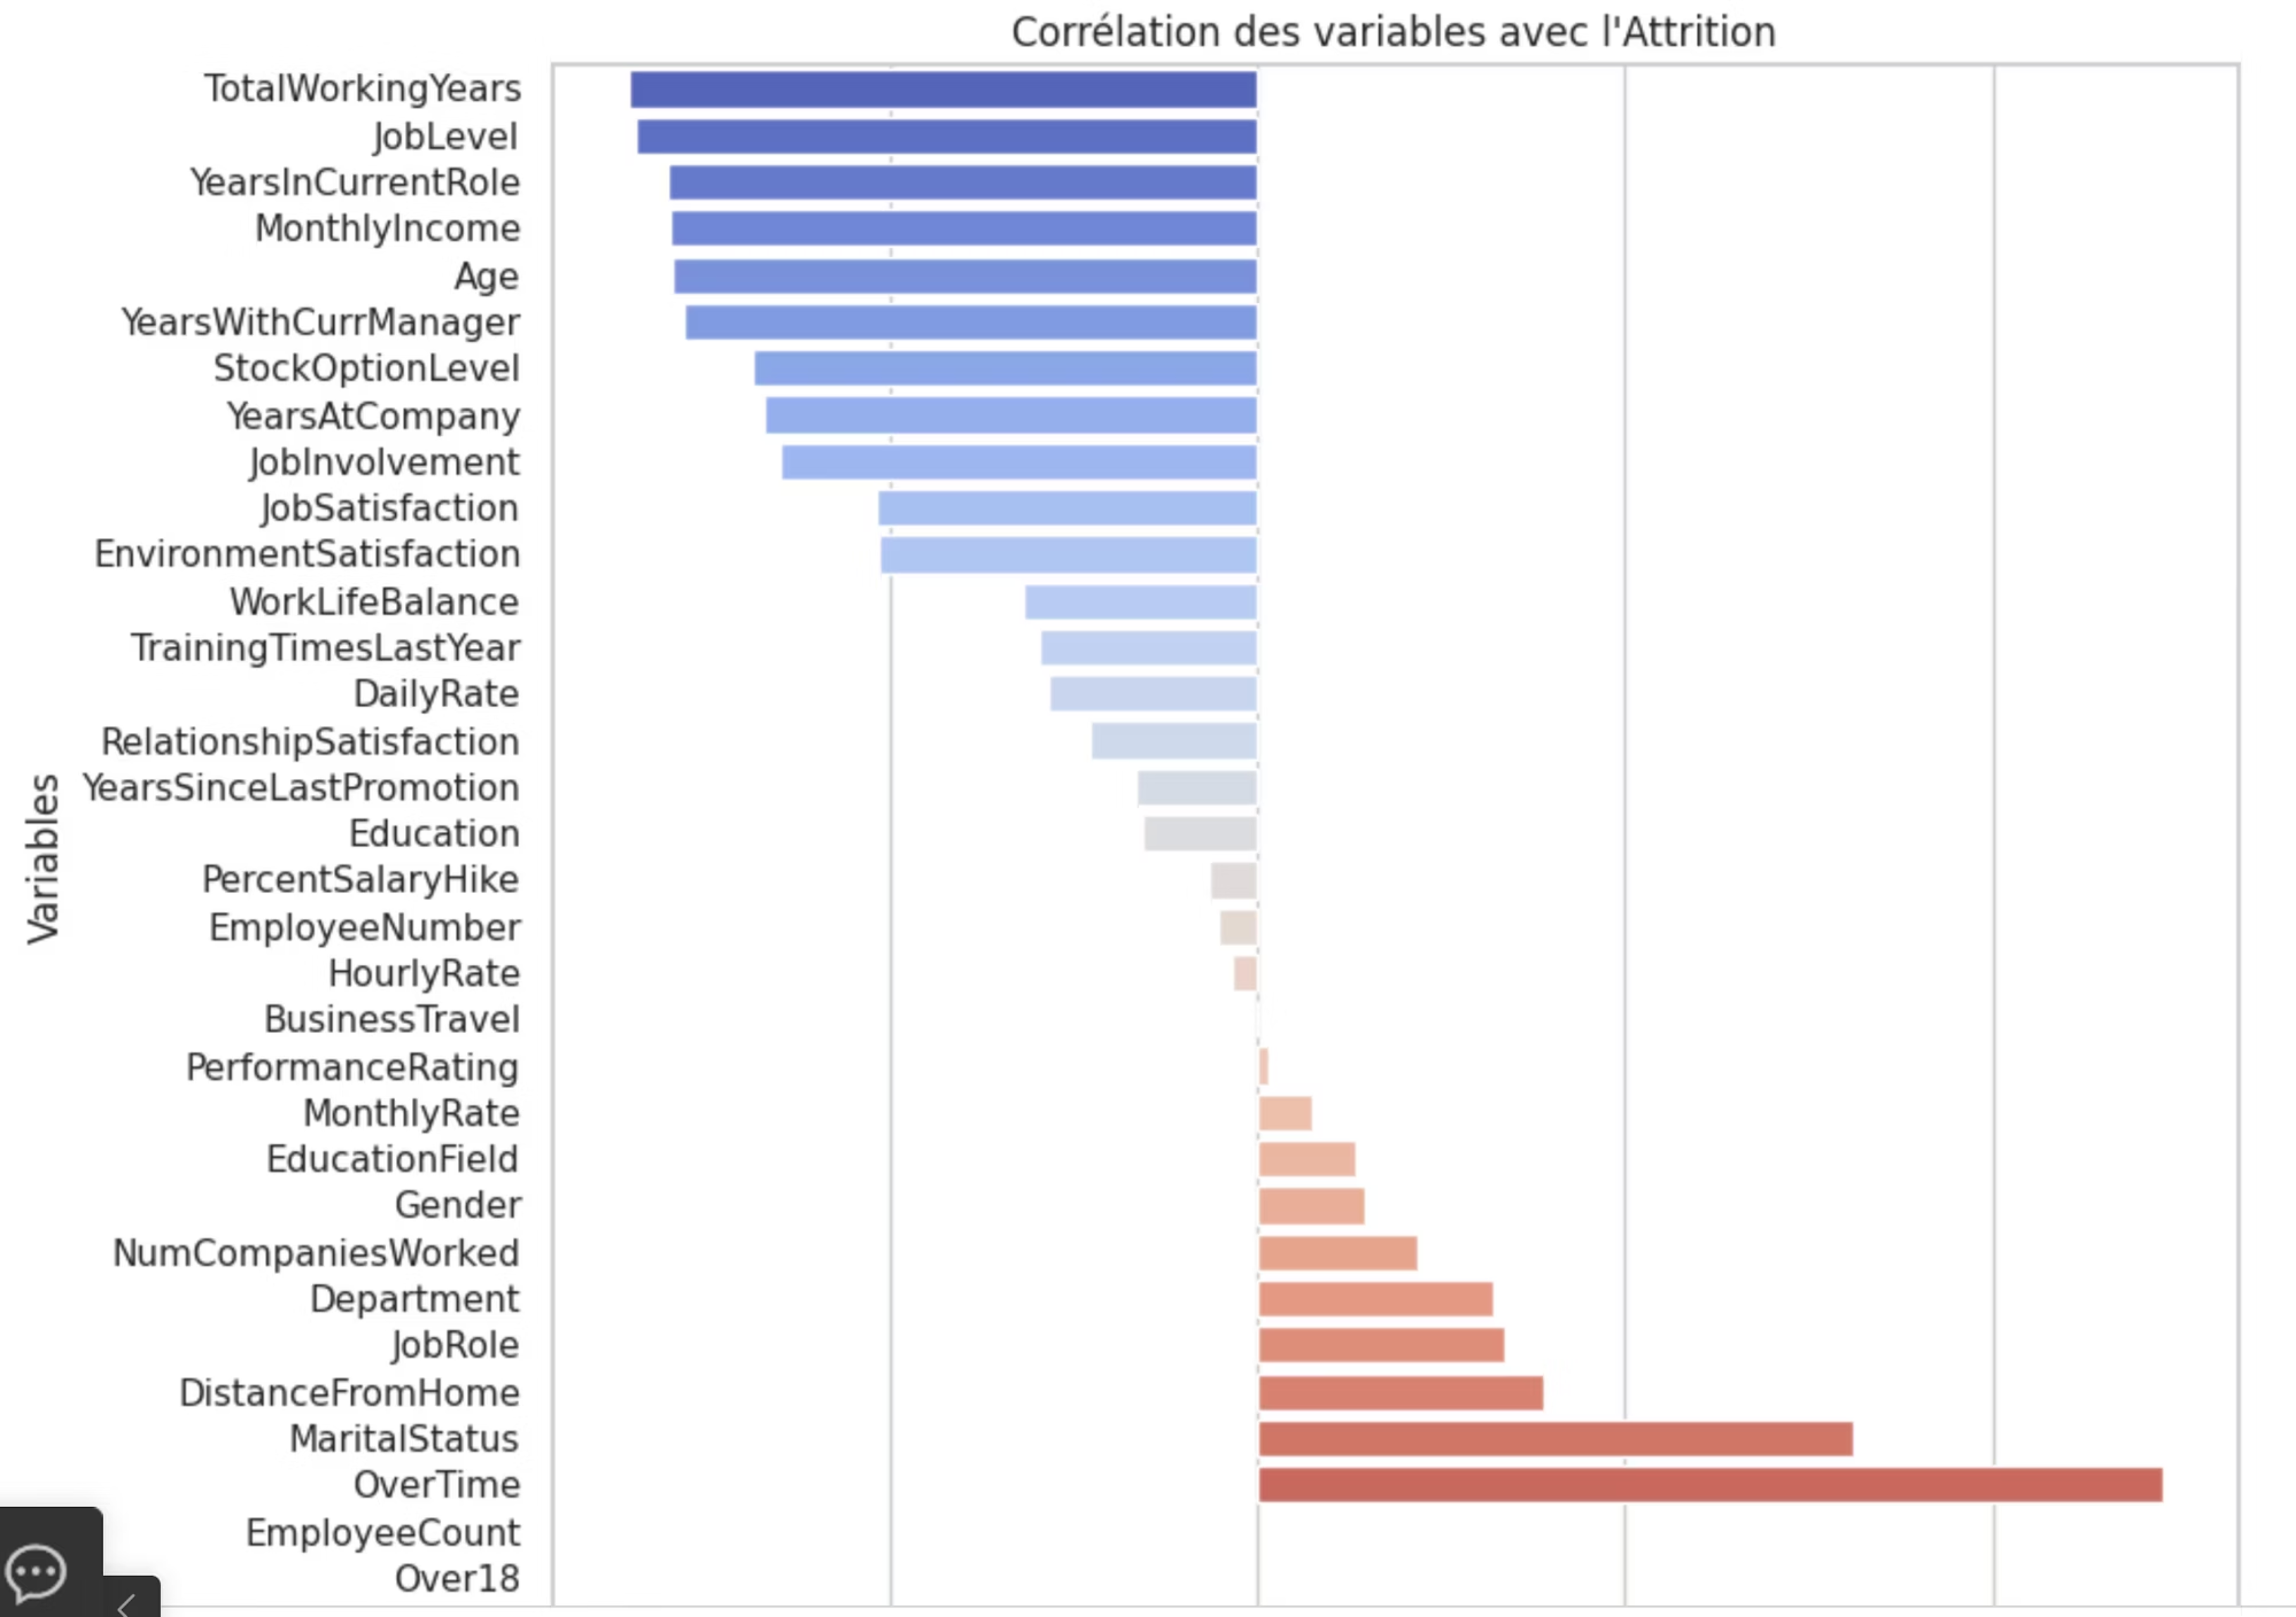 Corrélation des variables avec l'Attrition
TotalWorkingYears
JobLevel
YearsInCurrentRole
MonthlyIncome
Age
YearsWithCurrManager
StockOptionLevel
YearsAtCompany
JobInvolvement
JobSatisfaction
EnvironmentSatisfaction
WorkLifeBalance
TrainingTimesLastYear
DailyRate
RelationshipSatisfaction
YearsSinceLastPromotion
Education
PercentSalaryHike
EmployeeNumber
HourlyRate
BusinessTravel
PerformanceRating
MonthlyRate
EducationField
Gender
NumCompaniesWorked
Department
JobRole
DistanceFromHome
MaritalStatus
OverTime
EmployeeCount
Over18
Variables